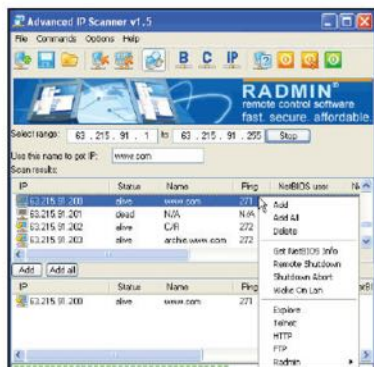 Advanced IP Scanner v1.5
File Commands Options Help
B C IP
RADMIN®
remote control software
fast. secure. affordable.
Select range: 63 . 215 . 91 . 1 to 63 . 215 . 91 . 255 Stop
Use this name to get IP: www.com
Scan results:
IP Status Name Ping NetBIOS user
63.215.91.200 alive www.com 271
63.215.91.201 dead N/A N/A
63.215.91.202 alive C/R 272
63.215.91.203 alive archie.www.com 272
Add Add all
IP Status Name Ping
63.215.91.200 alive www.com 271
Add
Add All
Delete
Get NetBIOS Info
Remote Shutdown
Shutdown Abort
Wake On Lan
Explore
Telnet
HTTP
FTP
Radmin